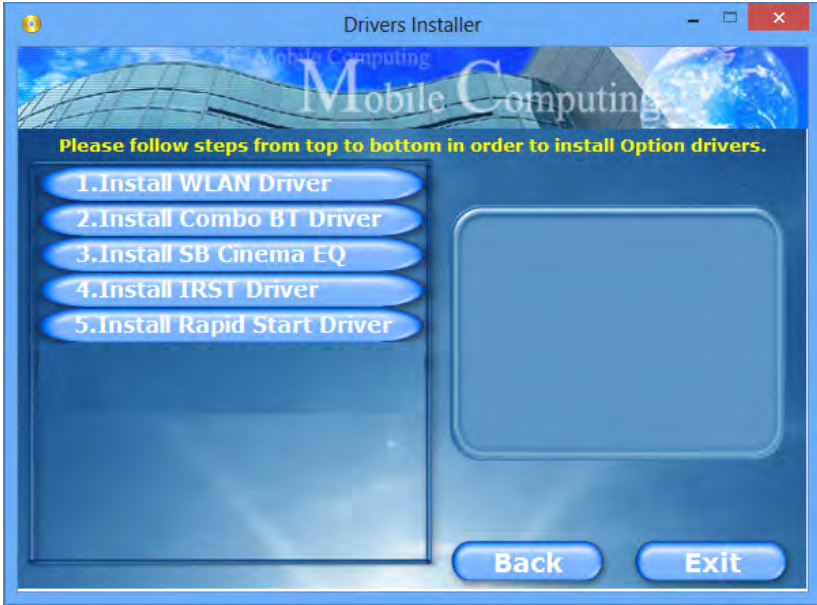 Drivers Installer
Mobile Computing
Mobile Computing
Please follow steps from top to bottom in order to install Option drivers.
1.Install WLAN Driver
2.Install Combo BT Driver
3.Install SB Cinema EQ
4.Install IRST Driver
5.Install Rapid Start Driver
Back
Exit